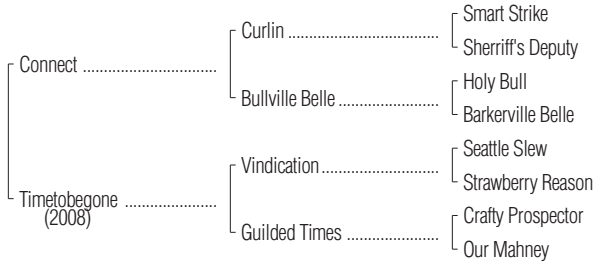 Smart Strike
Curlin ........................................
Sherriff's Deputy
Connect ....................................
Holy Bull
Bullville Belle ...........................
Barkerville Belle
Seattle Slew
Vindication ...............................
Strawberry Reason
Timetobegone .........................
(2008)
Crafty Prospector
Guilded Times .........................
Our Mahney